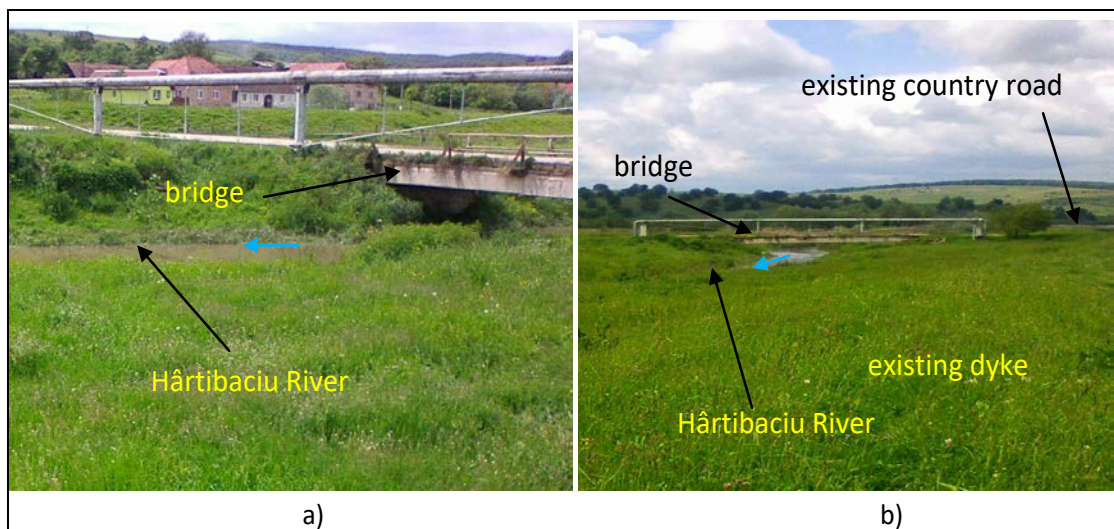 bridge
Hârtibaciu River
a)
existing country road
bridge
existing dyke
Hârtibaciu River
b)